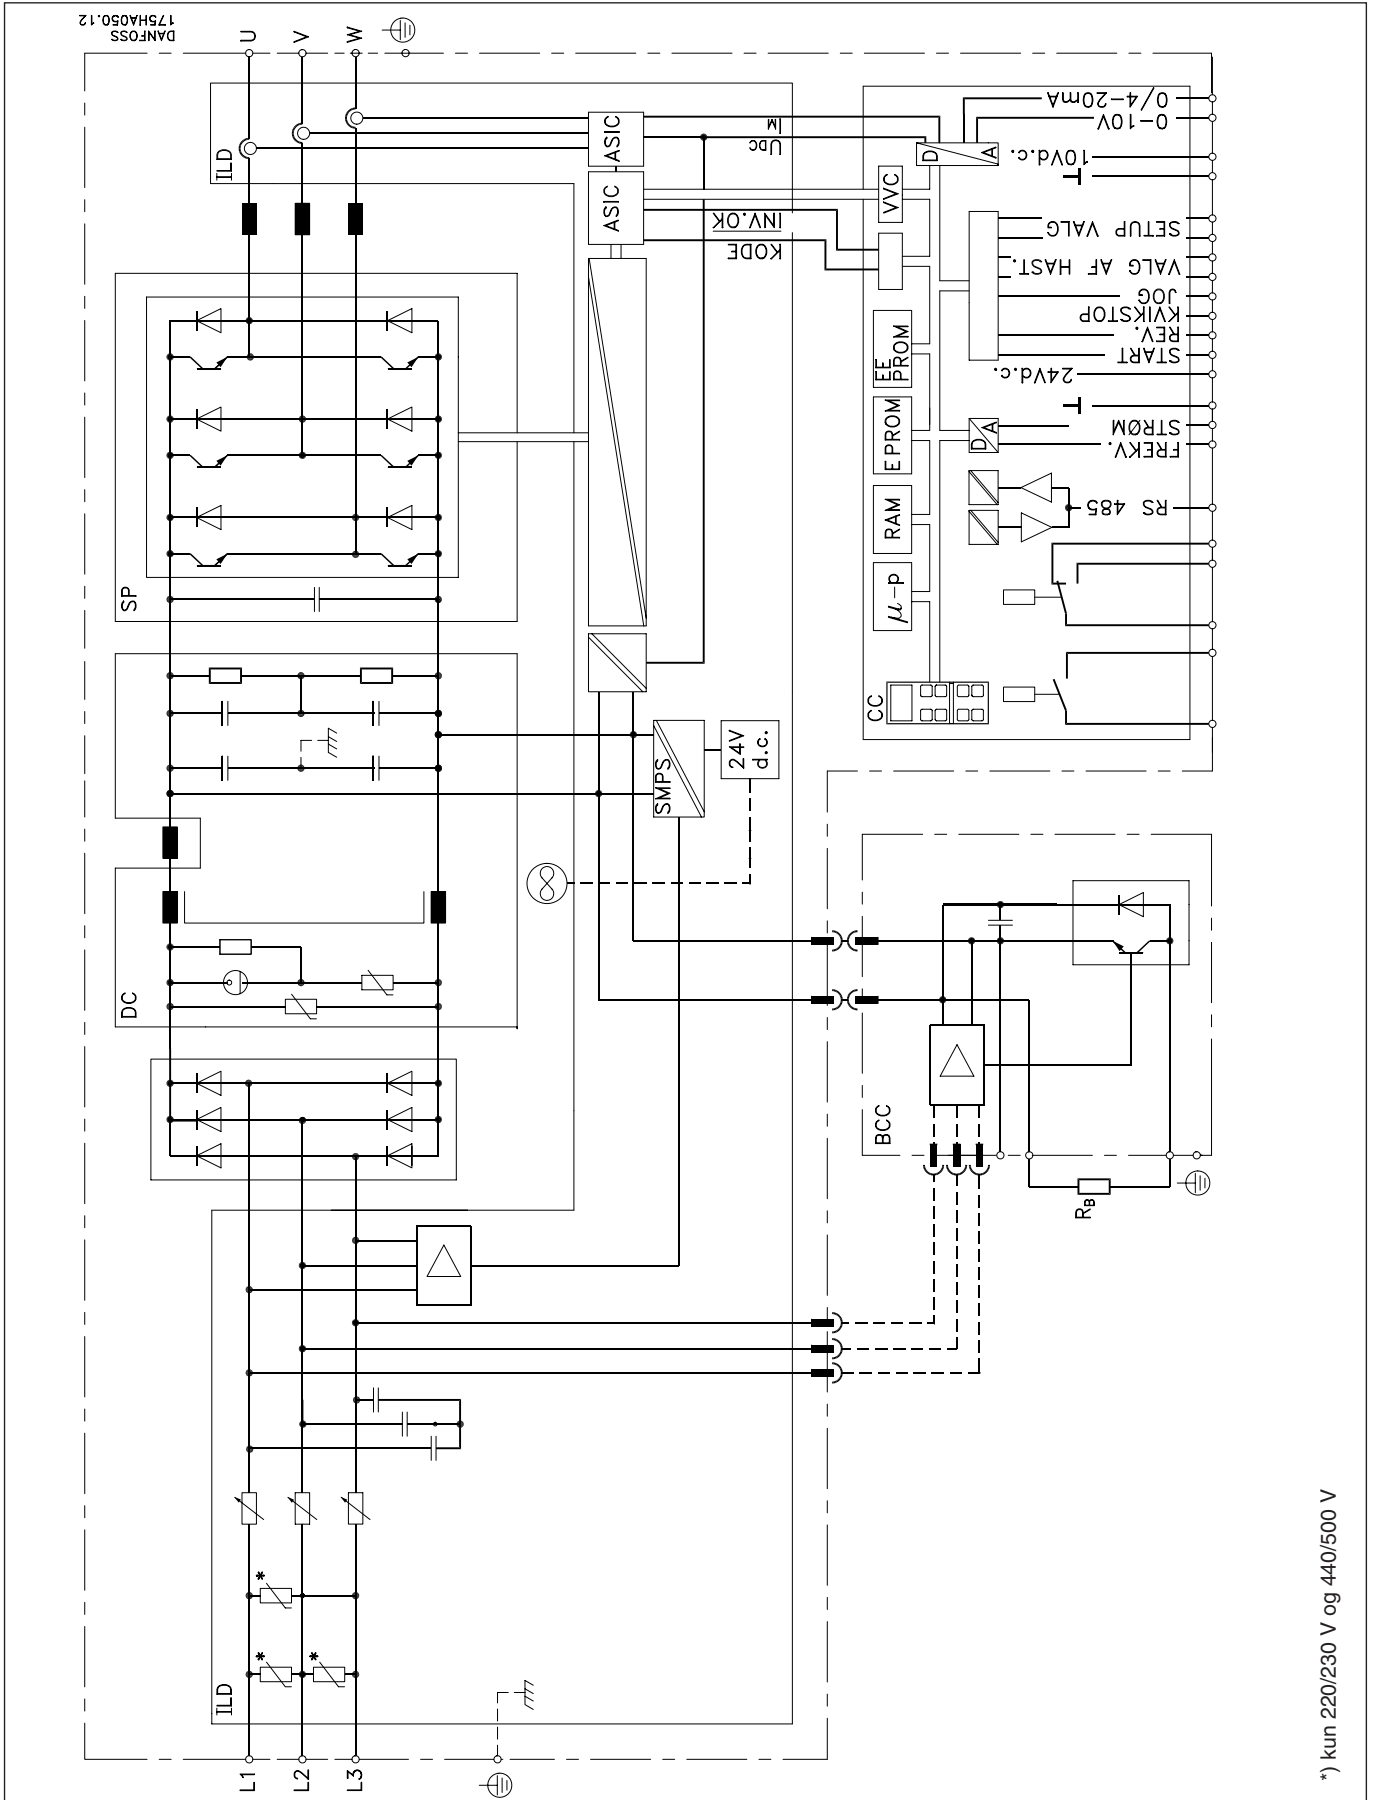 DANFOSS
175HA050.12
U
V
W
ILD
ASIC
ASIC
IM
UDC
INV.OK
KODE
D
A
VVC
EE
PROM
EPROM
RAM
μ-p
CC
0/4-20mA
0-10V
10Vd.c.
SETUP VALG
VALG AF HAST.
JOG
KVIKSTOP
REV.
START
24Vd.c.
D
A
STRØM
FREKV.
RS 485
SP
DC
SMPS
24V
d.c.
BCC
RB
ILD
*
*
*
L1
L2
L3
*) kun 220/230 V og 440/500 V